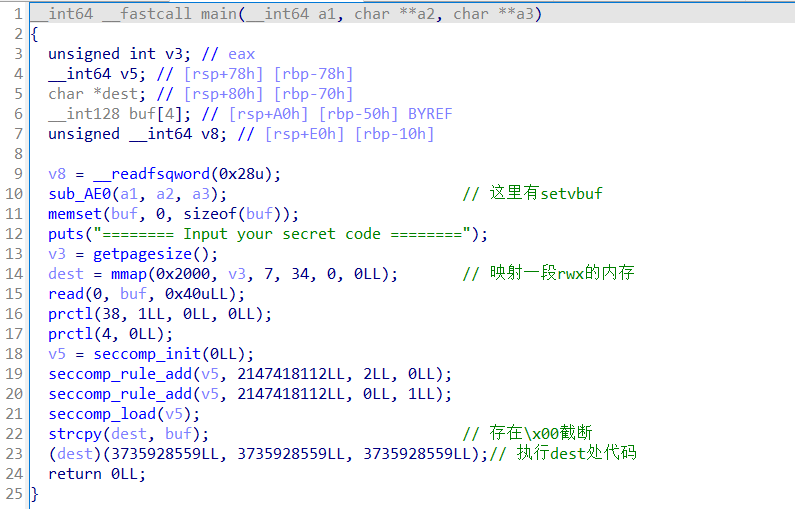 1 __int64 __fastcall main(__int64 a1, char **a2, char **a3)
2 {
3 unsigned int v3; // eax
4 __int64 v5; // [rsp+78h] [rbp-78h]
5 char *dest; // [rsp+80h] [rbp-70h]
6 __int128 buf[4]; // [rsp+A0h] [rbp-50h] BYREF
7 unsigned __int64 v8; // [rsp+E0h] [rbp-10h]
8
9 v8 = __readfsqword(0x28u);
10 sub_AE0(a1, a2, a3); // 这里有setvbuf
11 memset(buf, 0, sizeof(buf));
12 puts("======== Input your secret code ========");
13 v3 = getpagesize();
14 dest = mmap(0x2000, v3, 7, 34, 0, 0LL); // 映射一段rwx的内存
15 read(0, buf, 0x40uLL);
16 prctl(38, 1LL, 0LL, 0LL);
17 prctl(4, 0LL);
18 v5 = seccomp_init(0LL);
19 seccomp_rule_add(v5, 2147418112LL, 2LL, 0LL);
20 seccomp_rule_add(v5, 2147418112LL, 0LL, 1LL);
21 seccomp_load(v5);
22 strcpy(dest, buf); // 存在\x00截断
23 (dest)(3735928559LL, 3735928559LL, 3735928559LL);// 执行dest处代码
24 return 0LL;
25 }